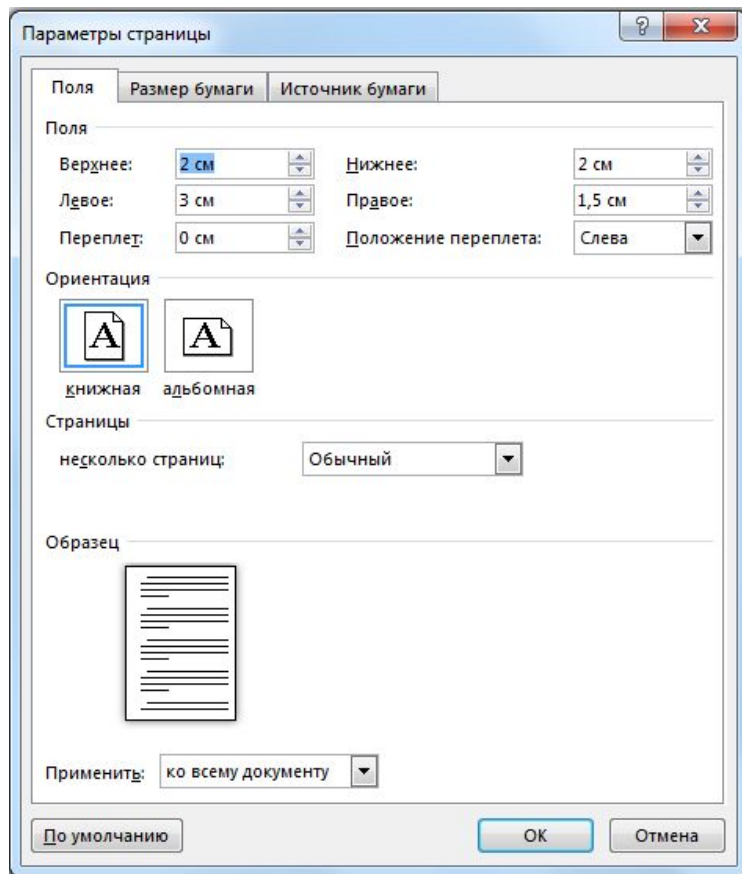 Параметры страницы
Поля Размер бумаги Источник бумаги
Поля
Верхнее: 2 см Нижнее: 2 см
Левое: 3 см Правое: 1,5 см
Переплет: 0 см Положение переплета: Слева
Ориентация
A A
книжная альбомная
Страницы
несколько страниц: Обычный
Образец
Применить: ко всему документу
По умолчанию ОК Отмена